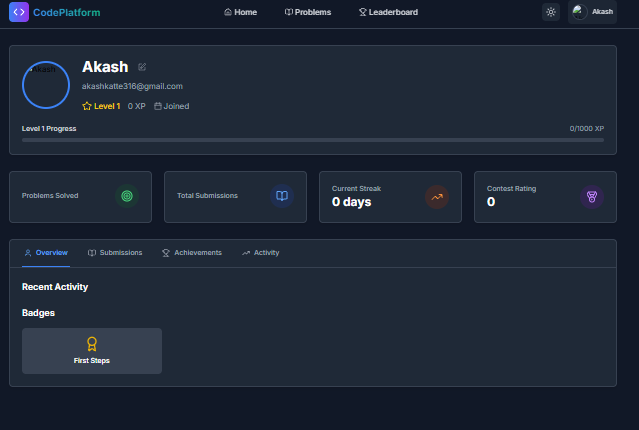 CodePlatform
Home Problems Leaderboard Akash
Akash
Akash
akashkatte316@gmail.com
Level 1 0 XP Joined
Level 1 Progress 0/1000 XP
Problems Solved
Total Submissions
Current Streak
0 days
Contest Rating
0
Overview Submissions Achievements Activity
Recent Activity
Badges
First Steps